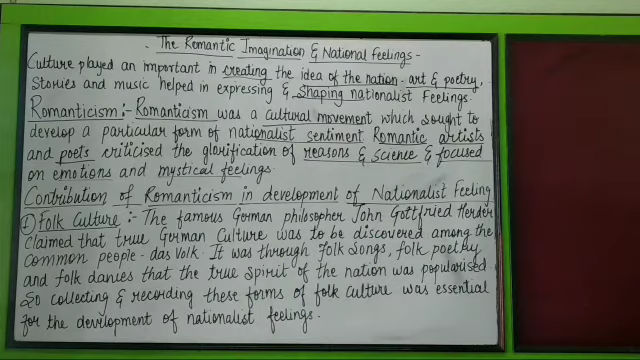 . The Romantic Imagination & National Feelings -
Culture played an important in creating the idea of the nation - art & poetry,
Stories and music helped in expressing & shaping nationalist Feelings.
Romanticism :- Romanticism was a cultural movement which sought to
develop a particular form of nationalist sentiment Romantic artists
and poets criticised the glorification of reasons & science & focused
on emotions and mystical feelings.
Contribution of Romanticism in development of Nationalist Feeling
① Folk Culture :- The famous German philosopher John Gottfried Herder
claimed that true German Culture was to be discovered among the
common people - das Volk. It was through folk songs, folk poetry
and folk dances that the true spirit of the nation was popularised
So collecting & recording these forms of folk culture was essential
for the development of nationalist feelings.